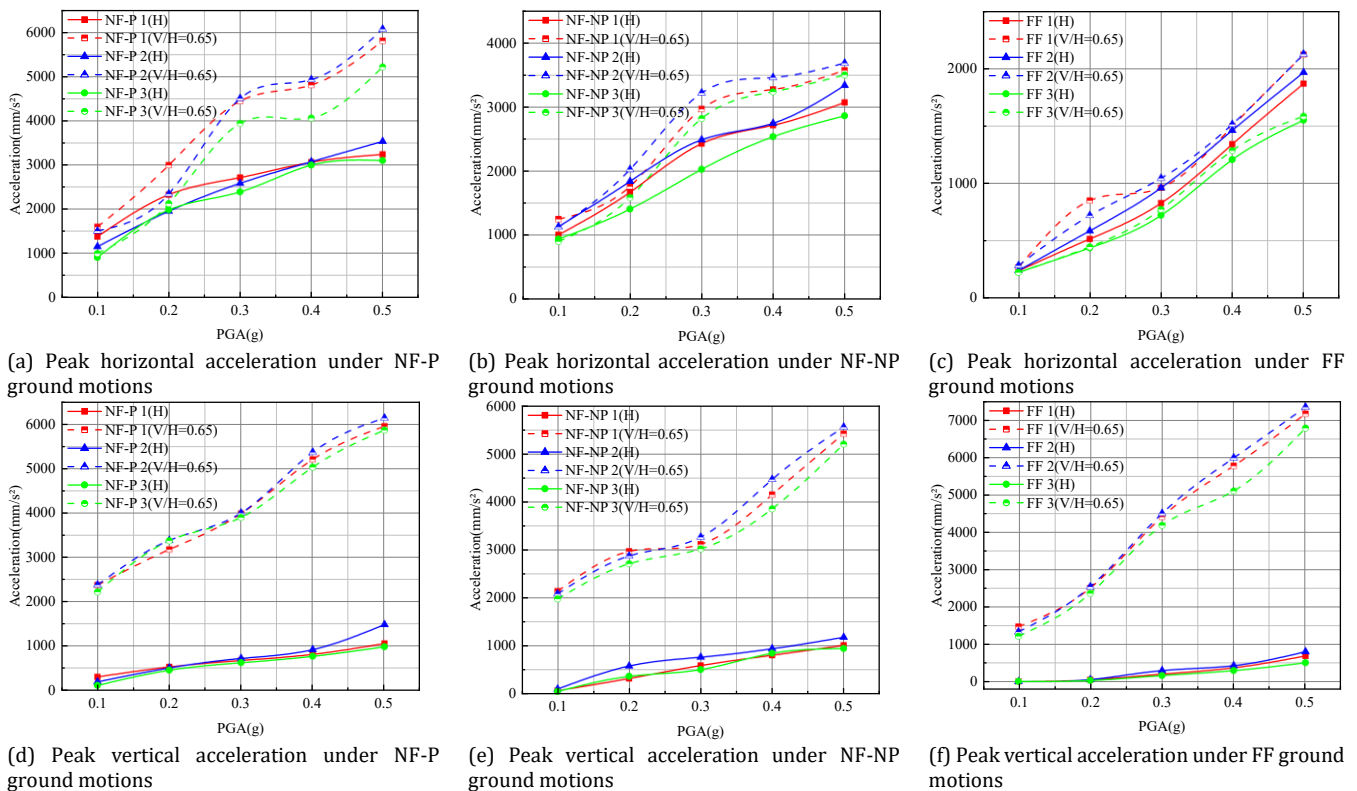 NF-P 1(H)
NF-P 1(V/H=0.65)
NF-P 2(H)
NF-P 2(V/H=0.65)
NF-P 3(H)
NF-P 3(V/H=0.65)
Acceleration(mm/s²)
6000
5000
4000
3000
2000
1000
0
0.1 0.2 0.3 0.4 0.5
PGA(g)
(a) Peak horizontal acceleration under NF-P
ground motions
NF-NP 1(H)
NF-NP 1(V/H=0.65)
NF-NP 2(H)
NF-NP 2(V/H=0.65)
NF-NP 3(H)
NF-NP 3(V/H=0.65)
Acceleration(mm/s²)
4000
3000
2000
1000
0
0.1 0.2 0.3 0.4 0.5
PGA(g)
(b) Peak horizontal acceleration under NF-NP
ground motions
FF 1(H)
FF 1(V/H=0.65)
FF 2(H)
FF 2(V/H=0.65)
FF 3(H)
FF 3(V/H=0.65)
Acceleration(mm/s²)
2000
1000
0
0.1 0.2 0.3 0.4 0.5
PGA(g)
(c) Peak horizontal acceleration under FF
ground motions
NF-P 1(H)
NF-P 1(V/H=0.65)
NF-P 2(H)
NF-P 2(V/H=0.65)
NF-P 3(H)
NF-P 3(V/H=0.65)
Acceleration(mm/s²)
6000
5000
4000
3000
2000
1000
0
0.1 0.2 0.3 0.4 0.5
PGA(g)
(d) Peak vertical acceleration under NF-P
ground motions
NF-NP 1(H)
NF-NP 1(V/H=0.65)
NF-NP 2(H)
NF-NP 2(V/H=0.65)
NF-NP 3(H)
NF-NP 3(V/H=0.65)
Acceleration(mm/s²)
6000
5000
4000
3000
2000
1000
0
0.1 0.2 0.3 0.4 0.5
PGA(g)
(e) Peak vertical acceleration under NF-NP
ground motions
FF 1(H)
FF 1(V/H=0.65)
FF 2(H)
FF 2(V/H=0.65)
FF 3(H)
FF 3(V/H=0.65)
Acceleration(mm/s²)
7000
6000
5000
4000
3000
2000
1000
0
0.1 0.2 0.3 0.4 0.5
PGA(g)
(f) Peak vertical acceleration under FF ground
motions